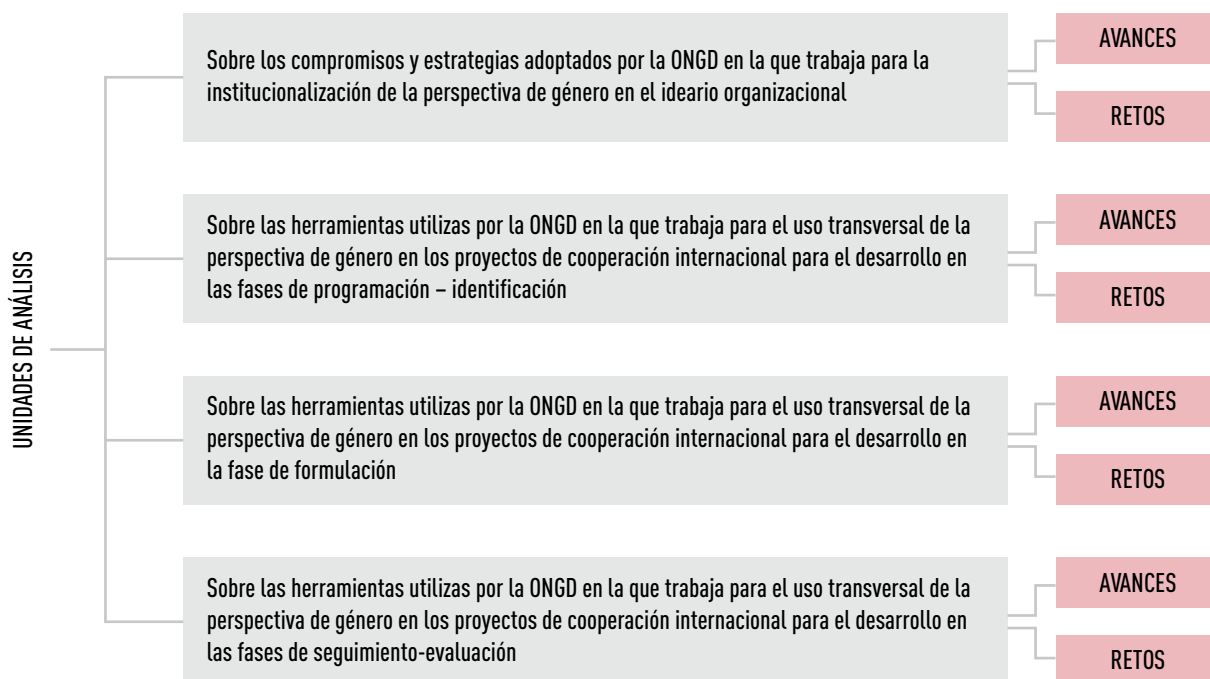 UNIDADES DE ANÁLISIS
Sobre los compromisos y estrategias adoptados por la ONGD en la que trabaja para la
institucionalización de la perspectiva de género en el ideario organizacional
AVANCES
RETOS
Sobre las herramientas utilizas por la ONGD en la que trabaja para el uso transversal de la
perspectiva de género en los proyectos de cooperación internacional para el desarrollo en
las fases de programación – identificación
AVANCES
RETOS
Sobre las herramientas utilizas por la ONGD en la que trabaja para el uso transversal de la
perspectiva de género en los proyectos de cooperación internacional para el desarrollo en
la fase de formulación
AVANCES
RETOS
Sobre las herramientas utilizas por la ONGD en la que trabaja para el uso transversal de la
perspectiva de género en los proyectos de cooperación internacional para el desarrollo en
las fases de seguimiento-evaluación
AVANCES
RETOS